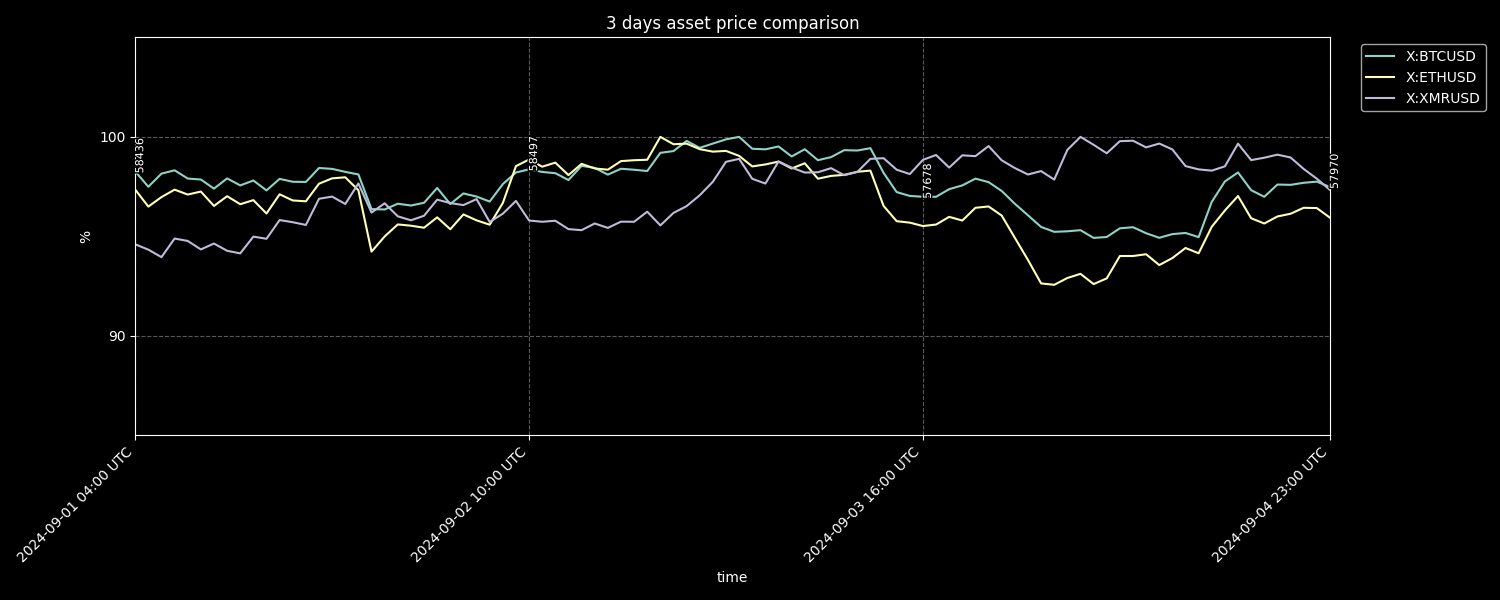 3 days asset price comparison
X:BTCUSD
X:ETHUSD
X:XMRUSD
100
90
%
58436
58497
57678
57970
2024-09-01 04:00 UTC
2024-09-02 10:00 UTC
2024-09-03 16:00 UTC
2024-09-04 23:00 UTC
time